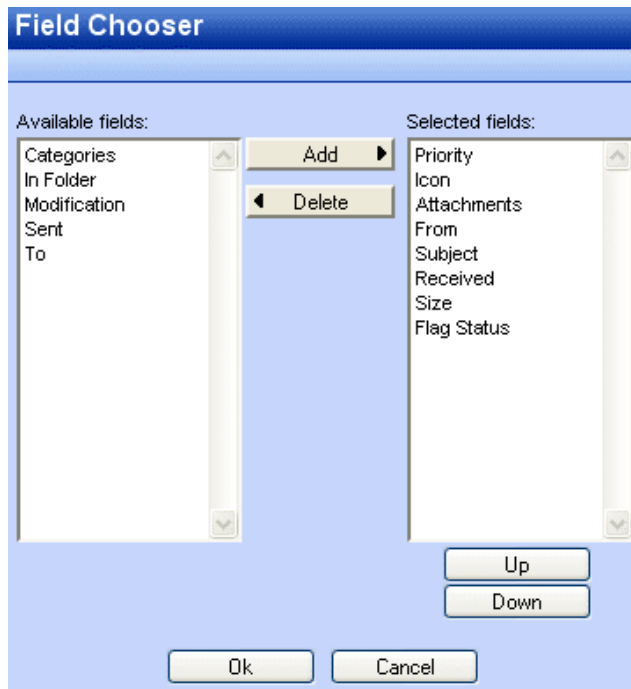 Field Chooser
Available fields:
Categories
In Folder
Modification
Sent
To
Add
Delete
Selected fields:
Priority
Icon
Attachments
From
Subject
Received
Size
Flag Status
Up
Down
Ok
Cancel